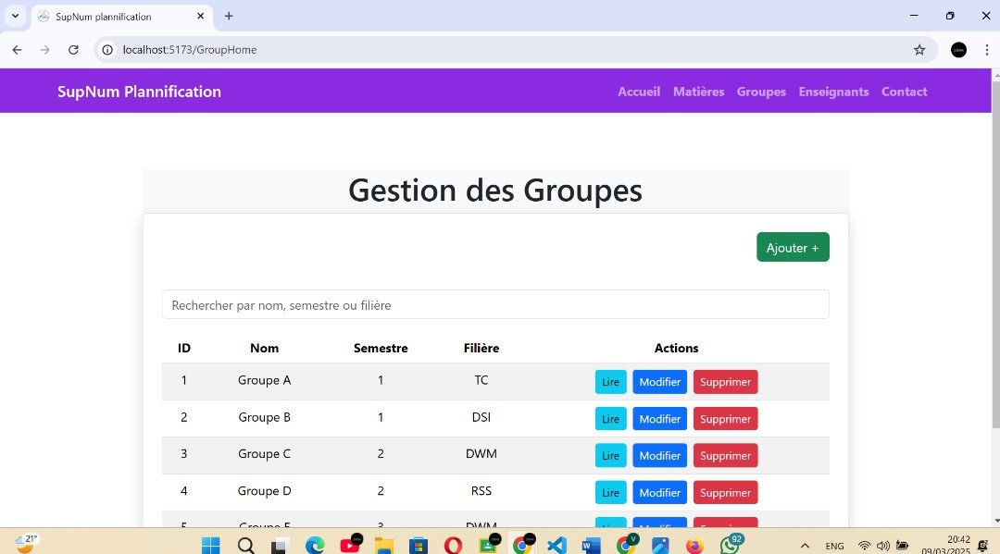 SupNum plannification
localhost:5173/GroupHome
SupNum Plannification
Accueil Matières Groupes Enseignants Contact
Gestion des Groupes
Ajouter +
Rechercher par nom, semestre ou filière
ID Nom Semestre Filière Actions
1 Groupe A 1 TC Lire Modifier Supprimer
2 Groupe B 1 DSI Lire Modifier Supprimer
3 Groupe C 2 DWM Lire Modifier Supprimer
4 Groupe D 2 RSS Lire Modifier Supprimer
5 Groupe E 3 DWM Lire Modifier Supprimer
21°
92
ENG
20:42
09/03/2025